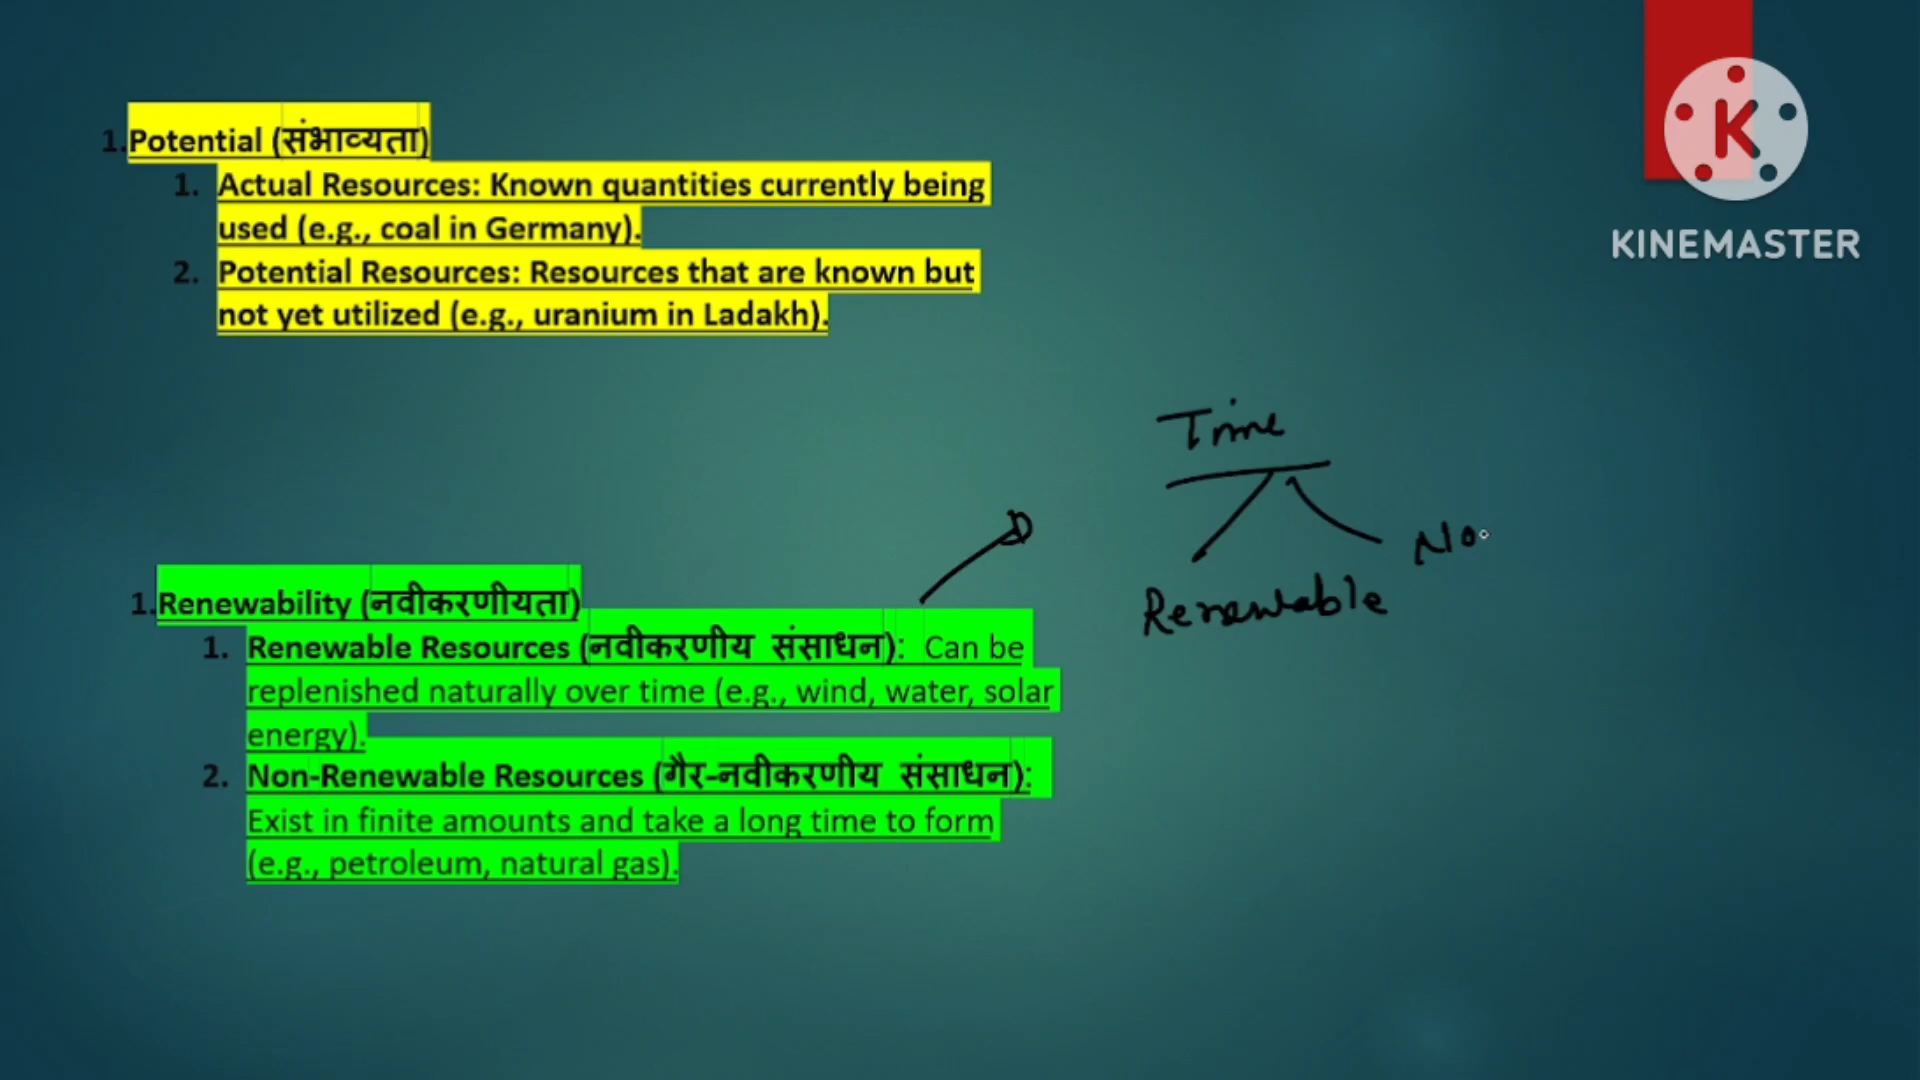 1. Potential (संभाव्यता)
1. Actual Resources: Known quantities currently being
used (e.g., coal in Germany).
2. Potential Resources: Resources that are known but
not yet utilized (e.g., uranium in Ladakh).
1. Renewability (नवीकरणीयता)
1. Renewable Resources (नवीकरणीय संसाधन): Can be
replenished naturally over time (e.g., wind, water, solar
energy).
2. Non-Renewable Resources (गैर-नवीकरणीय संसाधन):
Exist in finite amounts and take a long time to form
(e.g., petroleum, natural gas).
Time
Renewable
No
K
KINEMASTER